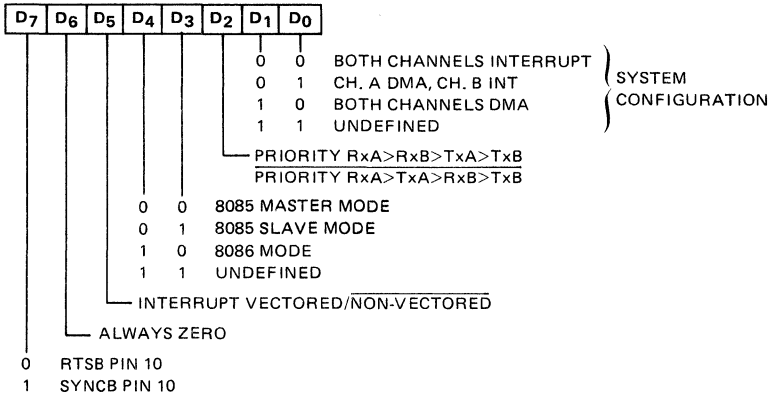 D7 D6 D5 D4 D3 D2 D1 D0
0 0 BOTH CHANNELS INTERRUPT
0 1 CH. A DMA, CH. B INT
1 0 BOTH CHANNELS DMA
1 1 UNDEFINED
SYSTEM
CONFIGURATION
PRIORITY RxA>RxB>TxA>TxB
PRIORITY RxA>TxA>RxB>TxB
0 0 8085 MASTER MODE
0 1 8085 SLAVE MODE
1 0 8086 MODE
1 1 UNDEFINED
INTERRUPT VECTORED/NON-VECTORED
ALWAYS ZERO
0 RTSB PIN 10
1 SYNCB PIN 10